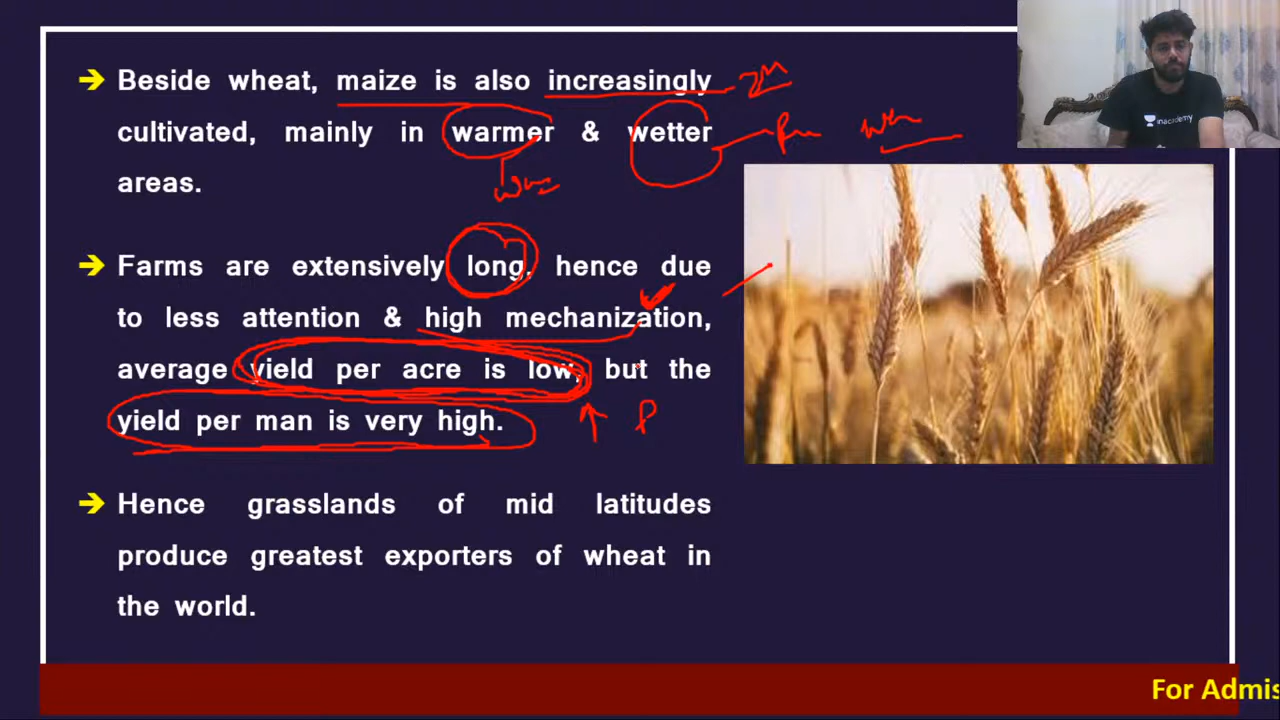 Beside wheat, maize is also increasingly
cultivated, mainly in warmer & wetter
areas.
Farms are extensively long, hence due
to less attention & high mechanization,
average yield per acre is low, but the
yield per man is very high.
Hence grasslands of mid latitudes
produce greatest exporters of wheat in
the world.
inacademy
P
For Admis